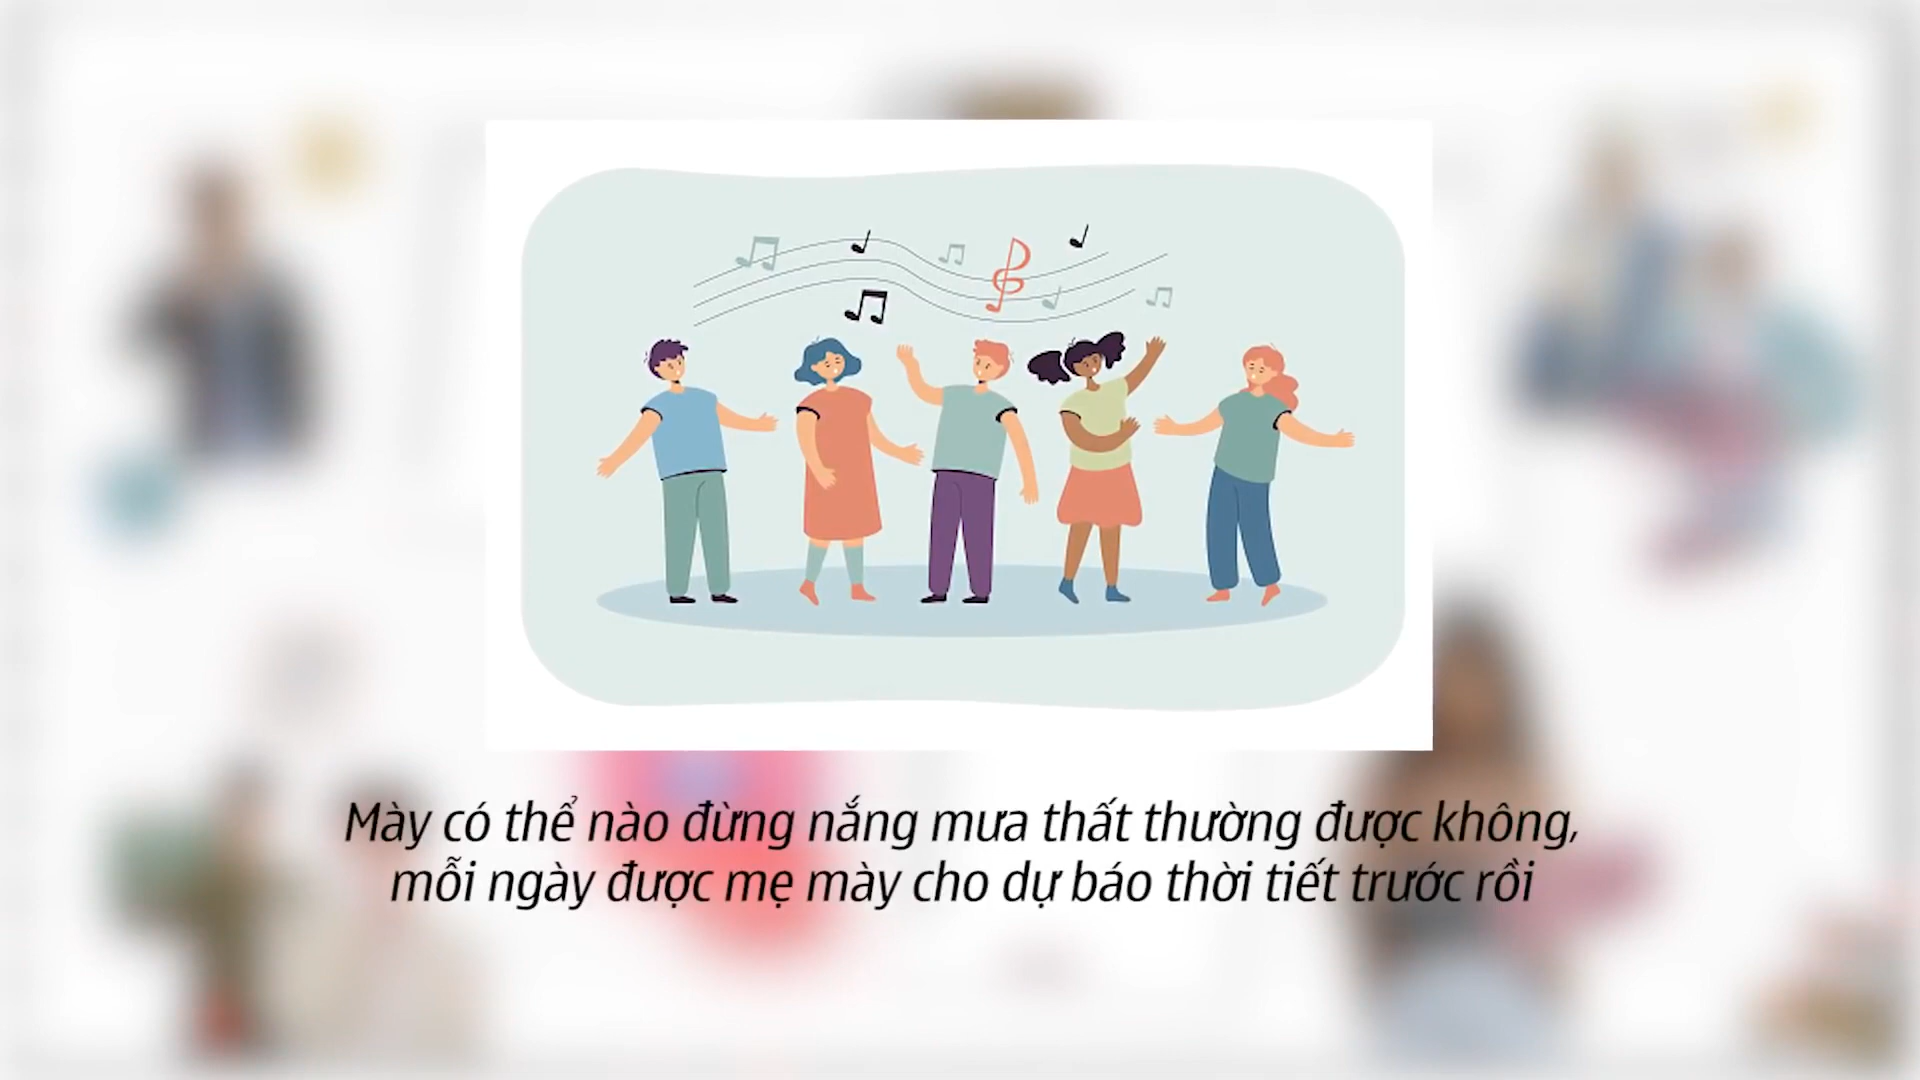 Mày có thể nào đừng nắng mưa thất thường được không,
mỗi ngày được mẹ mày cho dự báo thời tiết trước rồi